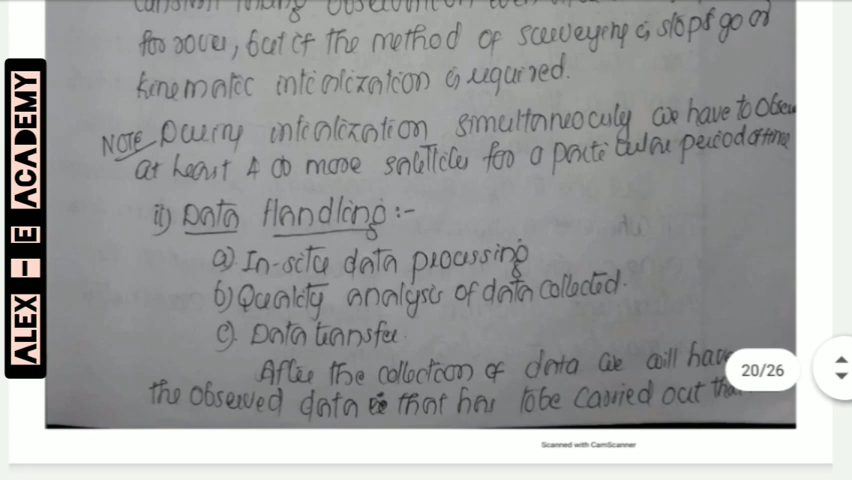 for rover, but if the method of surveying is stop & go or
kinematic initialization is required.
NOTE During initialization simultaneously we have to observe
at least 4 or more satellites for a particular period of time
ii) Data Handling :-
a) In-situ data processing
b) Quality analysis of data collected.
c) Data transfer.
After the collection of data we will have
the observed data that has to be carried out that
20/26
Scanned with CamScanner
ALEX - E ACADEMY